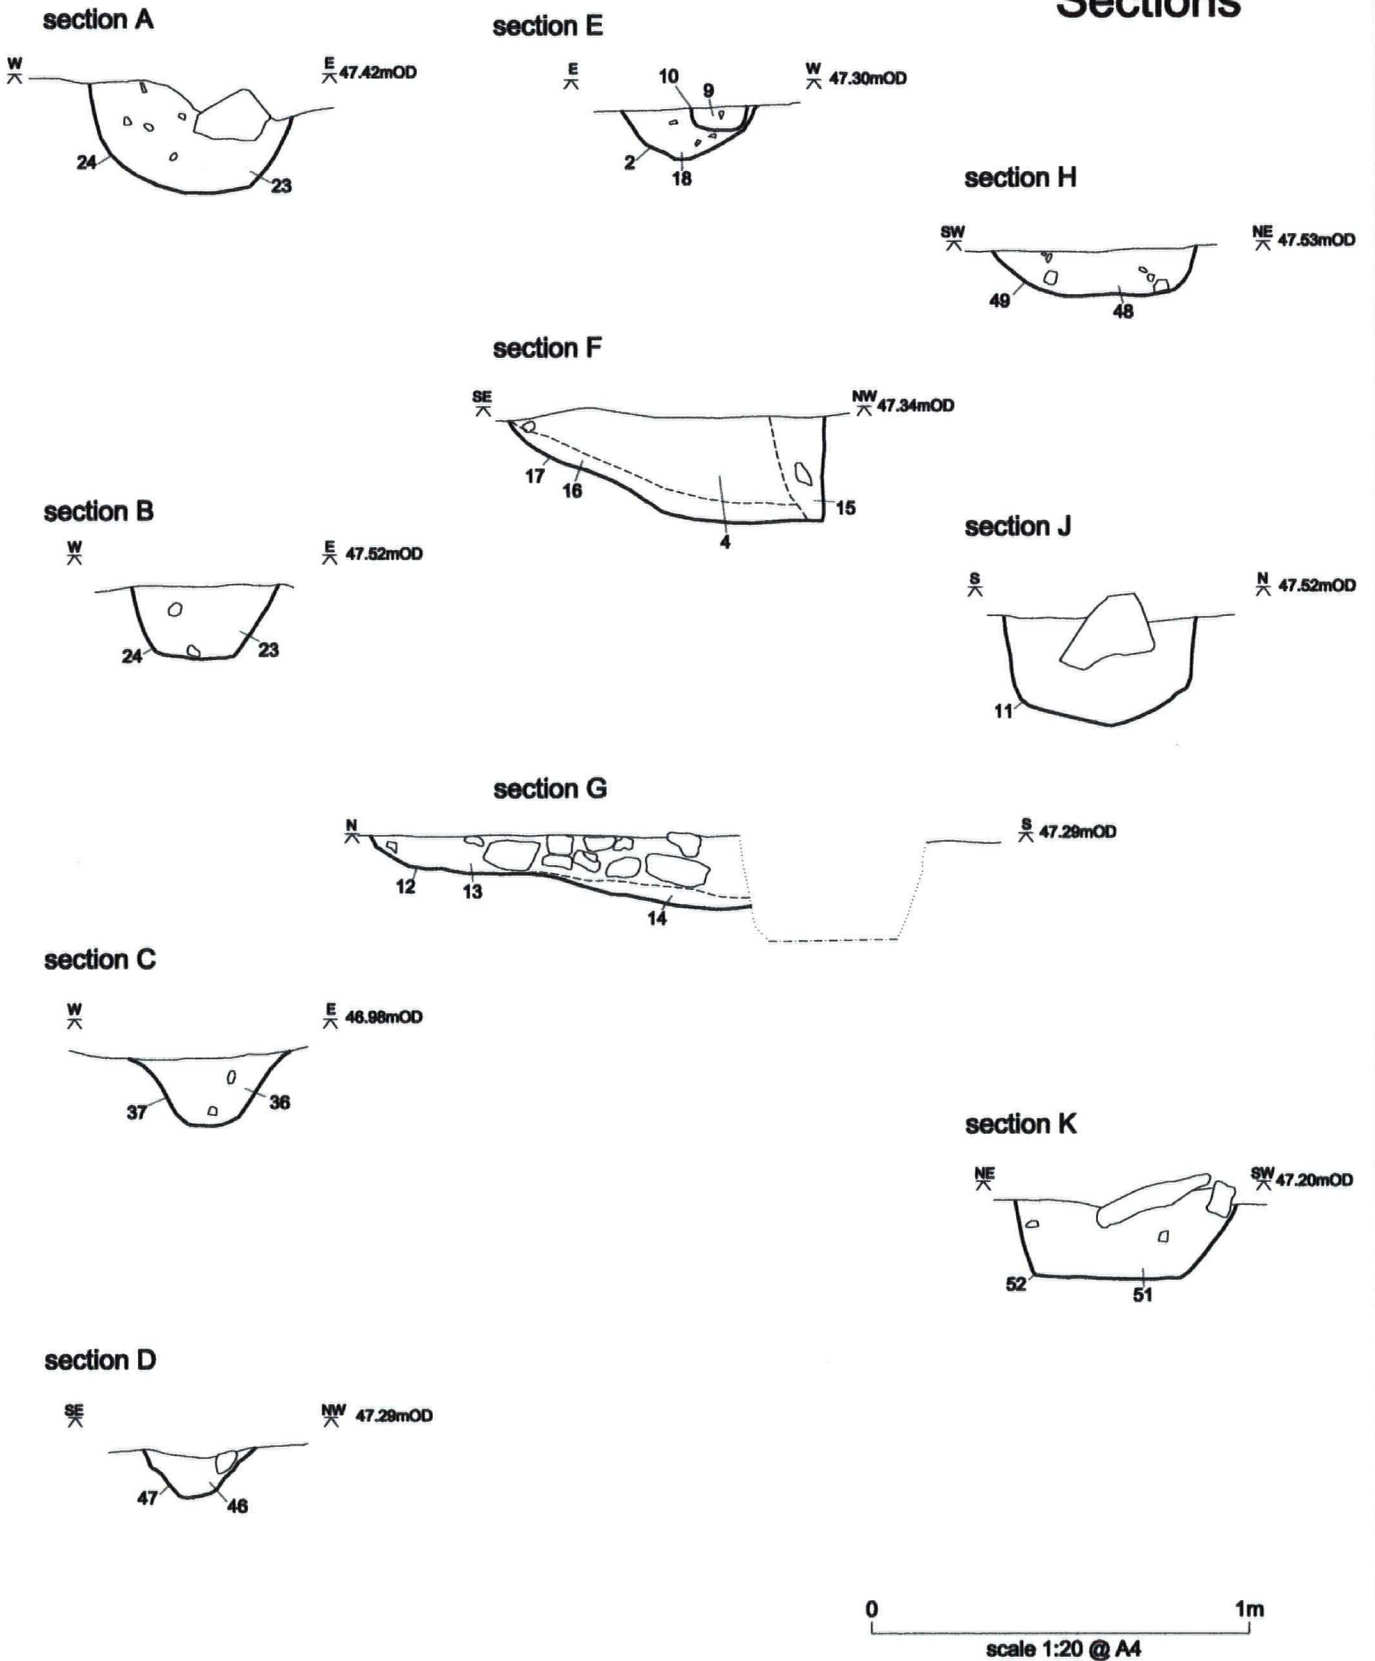 Sections
section A
W
E 47.42mOD
24
23
section E
E
W 47.30mOD
10
9
2
18
section H
SW
NE 47.53mOD
49
48
section F
SE
NW 47.34mOD
17
16
15
4
section B
W
E 47.52mOD
24
23
section J
S
N 47.52mOD
11
section G
N
S 47.29mOD
12
13
14
section C
W
E 46.98mOD
37
36
section K
NE
SW 47.20mOD
52
51
section D
SE
NW 47.29mOD
47
46
0
1m
scale 1:20 @ A4